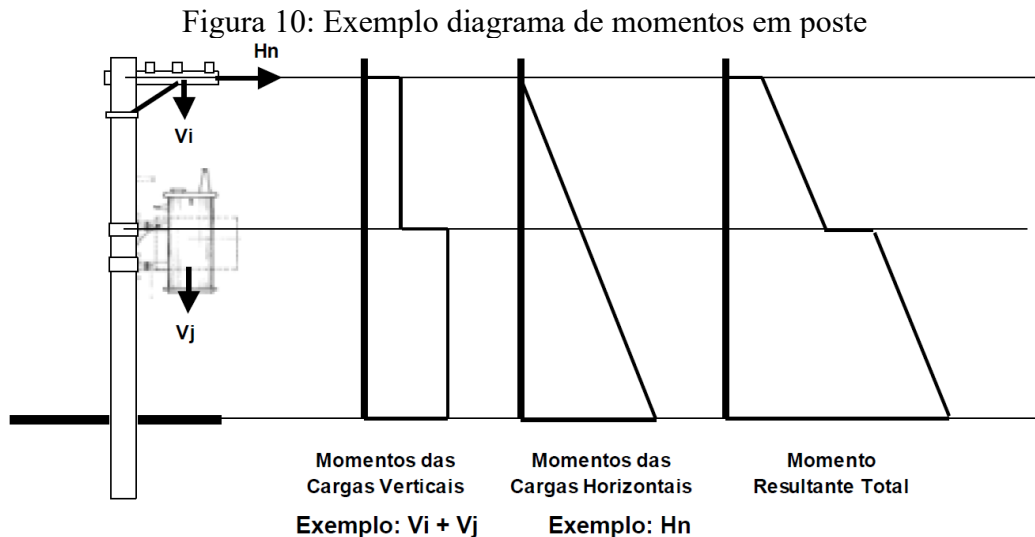 Figura 10: Exemplo diagrama de momentos em poste
Hn
Vi
Vj
Momentos das
Cargas Verticais
Exemplo: Vi + Vj
Momentos das
Cargas Horizontais
Exemplo: Hn
Momento
Resultante Total